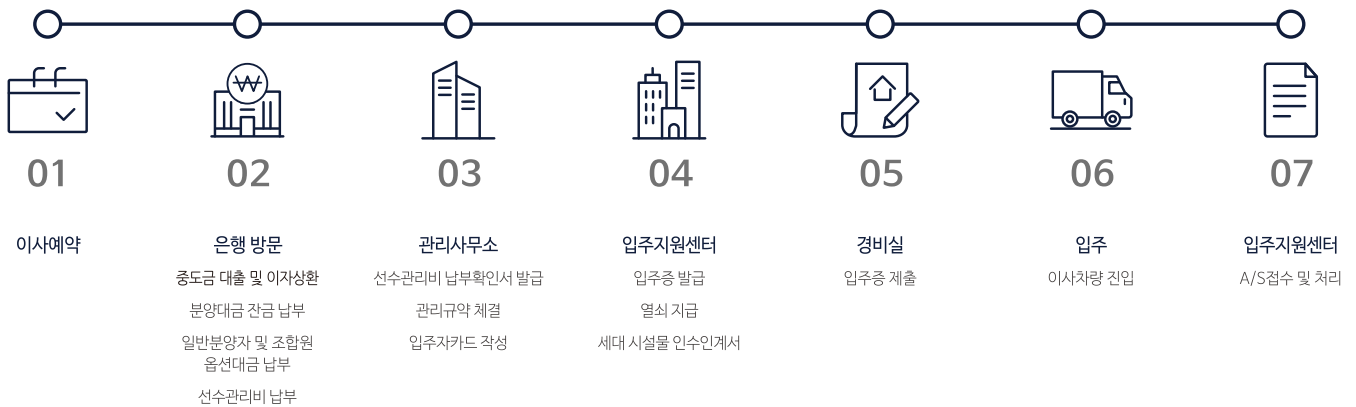 01
이사예약
02
은행 방문
중도금 대출 및 이자상환
분양대금 잔금 납부
일반분양자 및 조합원
옵션대금 납부
선수관리비 납부
03
관리사무소
선수관리비 납부확인서 발급
관리규약 체결
입주자카드 작성
04
입주지원센터
입주증 발급
열쇠 지급
세대 시설물 인수인계서
05
경비실
입주증 제출
06
입주
이사차량 진입
07
입주지원센터
A/S접수 및 처리